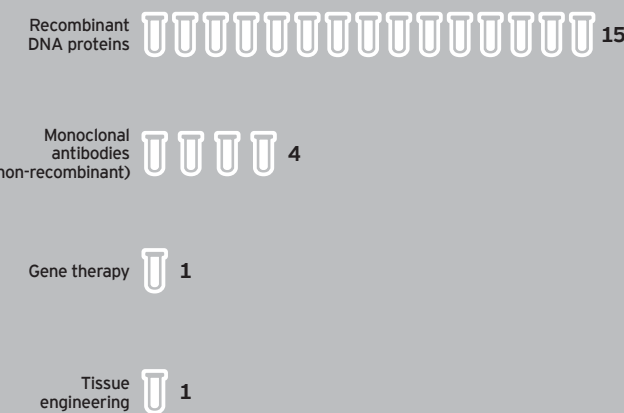 Recombinant
DNA proteins
15
Monoclonal
antibodies
non-recombinant)
4
Gene therapy
1
Tissue
engineering
1